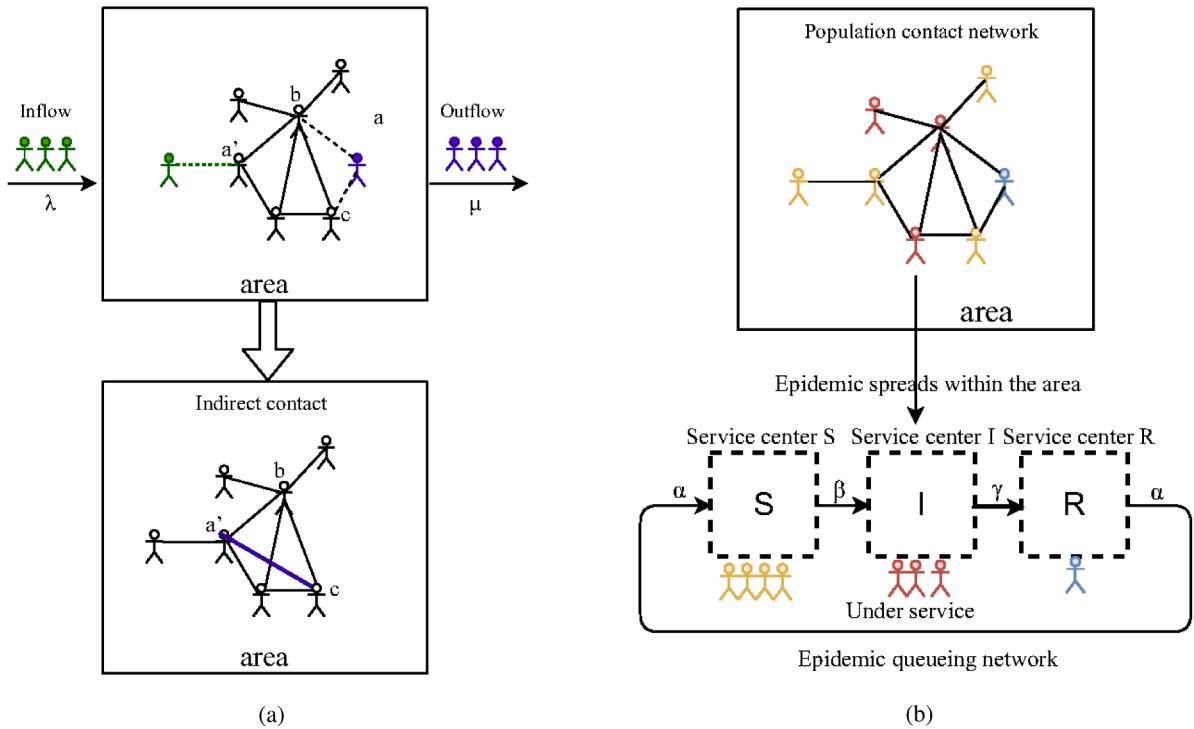 Inflow
λ
b
a
a'
c
area
Outflow
μ
Indirect contact
b
a'
c
area
(a)
Population contact network
area
Epidemic spreads within the area
Service center S
Service center I
Service center R
α
S
β
I
γ
R
α
Under service
Epidemic queueing network
(b)